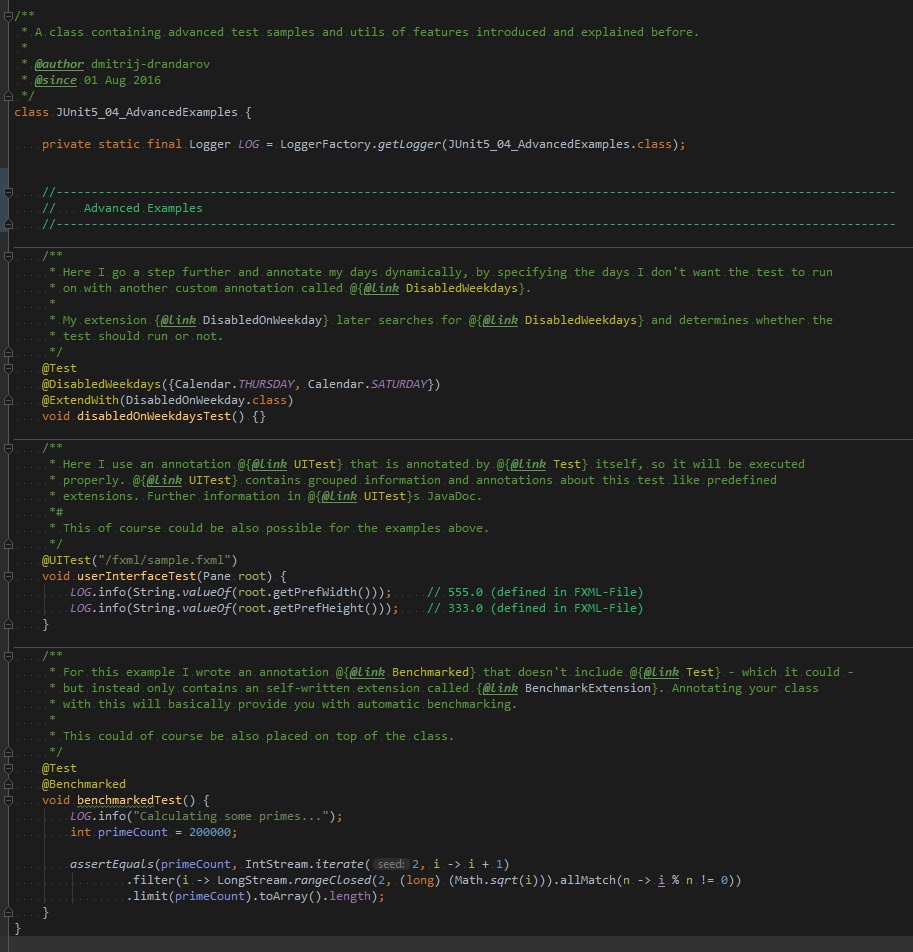 /**
 * A class containing advanced test samples and utils of features introduced and explained before.
 *
 * @author dmitrij-drandarov
 * @since 01 Aug 2016
 */
class JUnit5_04_AdvancedExamples {
    private static final Logger LOG = LoggerFactory.getLogger(JUnit5_04_AdvancedExamples.class);
    //------------------------------------------------------------------------------------------------------------------------
    //    Advanced Examples
    //------------------------------------------------------------------------------------------------------------------------
    /**
     * Here I go a step further and annotate my days dynamically, by specifying the days I don't want the test to run
     * on with another custom annotation called @{@link DisabledWeekdays}.
     *
     * My extension {@link DisabledOnWeekday} later searches for @{@link DisabledWeekdays} and determines whether the
     * test should run or not.
     */
    @Test
    @DisabledWeekdays({Calendar.THURSDAY, Calendar.SATURDAY})
    @ExtendWith(DisabledOnWeekday.class)
    void disabledOnWeekdaysTest() {}
    /**
     * Here I use an annotation @{@link UITest} that is annotated by @{@link Test} itself, so it will be executed
     * properly. @{@link UITest} contains grouped information and annotations about this test like predefined
     * extensions. Further information in @{@link UITest}s JavaDoc.
     *#
     * This of course could be also possible for the examples above.
     */
    @UITest("/fxml/sample.fxml")
    void userInterfaceTest(Pane root) {
        LOG.info(String.valueOf(root.getPrefWidth()));     // 555.0 (defined in FXML-File)
        LOG.info(String.valueOf(root.getPrefHeight()));    // 333.0 (defined in FXML-File)
    }
    /**
     * For this example I wrote an annotation @{@link Benchmarked} that doesn't include @{@link Test} - which it could -
     * but instead only contains an self-written extension called {@link BenchmarkExtension}. Annotating your class
     * with this will basically provide you with automatic benchmarking.
     *
     * This could of course be also placed on top of the class.
     */
    @Test
    @Benchmarked
    void benchmarkedTest() {
        LOG.info("Calculating some primes...");
        int primeCount = 200000;
        assertEquals(primeCount, IntStream.iterate( seed: 2, i -> i + 1)
                .filter(i -> LongStream.rangeClosed(2, (long) (Math.sqrt(i))).allMatch(n -> i % n != 0))
                .limit(primeCount).toArray().length);
    }
}